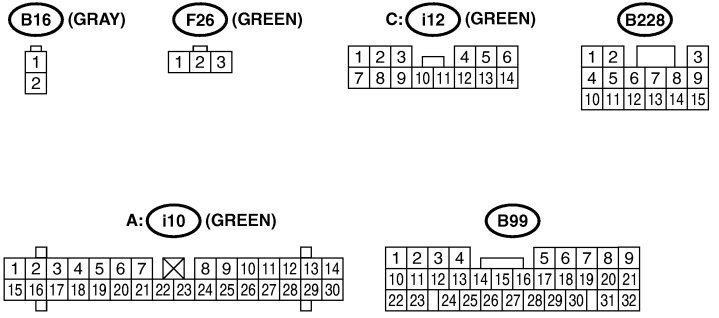 B16 (GRAY) F26 (GREEN) C: i12 (GREEN) B228
1
2
1 2 3
1 2 3 4 5 6
7 8 9 10 11 12 13 14
1 2 3
4 5 6 7 8 9
10 11 12 13 14 15
A: i10 (GREEN) B99
1 2 3 4 5 6 7 8 9 10 11 12 13 14
15 16 17 18 19 20 21 22 23 24 25 26 27 28 29 30
1 2 3 4 5 6 7 8 9
10 11 12 13 14 15 16 17 18 19 20 21
22 23 24 25 26 27 28 29 30 31 32